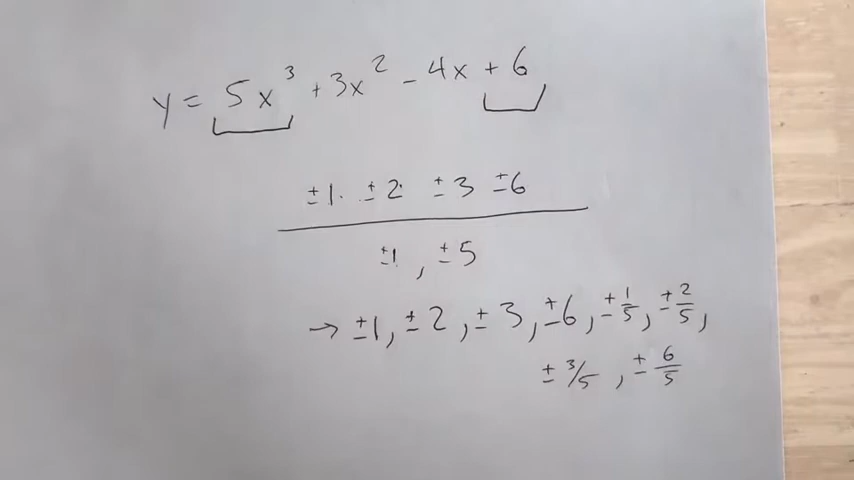 y = 5x³ + 3x² - 4x + 6
±1. ±2 ±3 ±6
±1, ±5
→ ±1, ±2, ±3, ±6, ±1/5, ±2/5,
±3/5, ±6/5